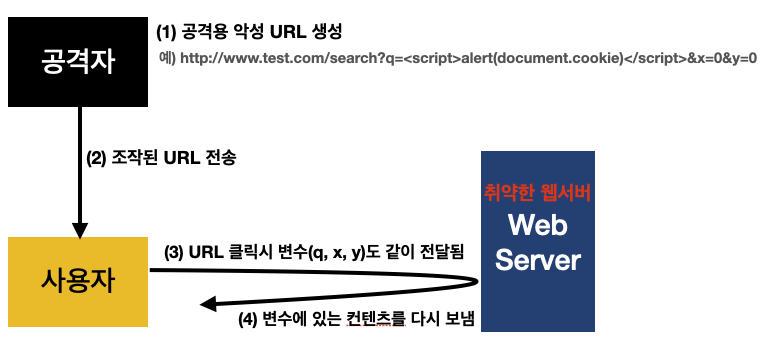 (1) 공격용 악성 URL 생성
공격자
예) http://www.test.com/search?q=<script>alert(document.cookie)</script>&x=0&y=0
(2) 조작된 URL 전송
취약한 웹서버
Web
Server
(3) URL 클릭시 변수(q, x, y)도 같이 전달됨
사용자
(4) 변수에 있는 컨텐츠를 다시 보냄